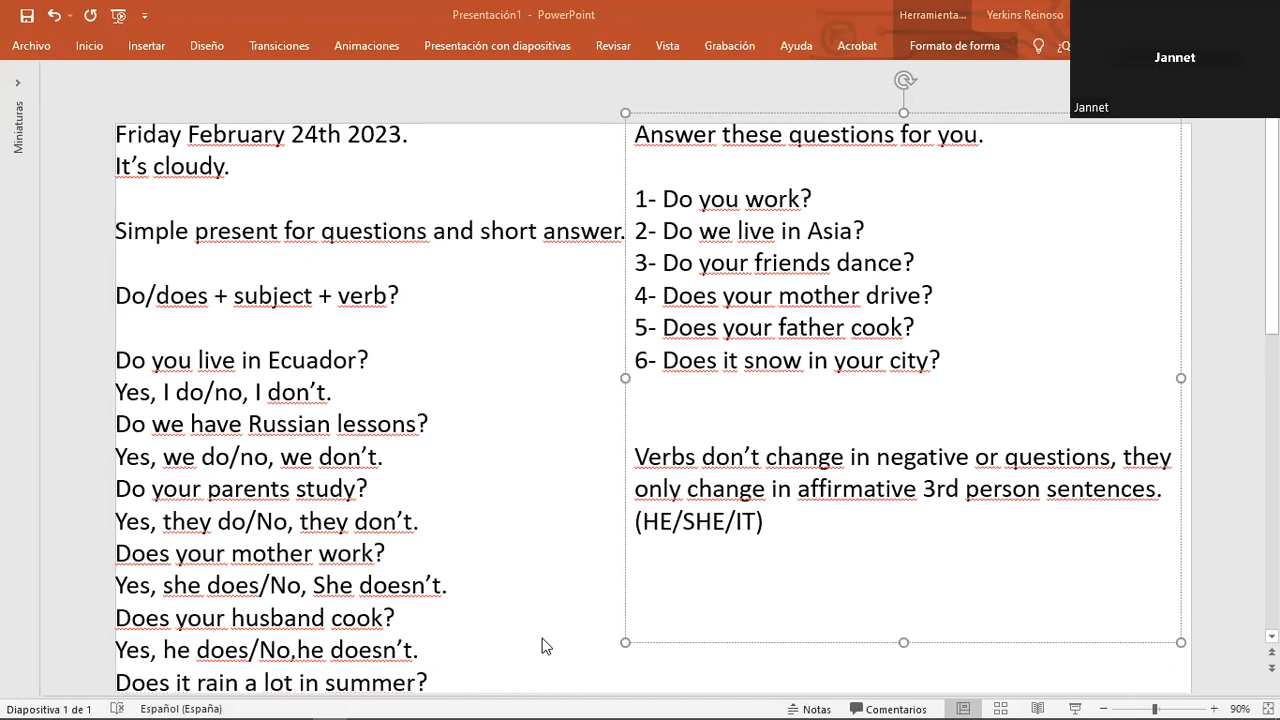 Presentación1 - PowerPoint
Herramienta...
Yerkins Reinoso
Archivo
Inicio
Insertar
Diseño
Transiciones
Animaciones
Presentación con diapositivas
Revisar
Vista
Grabación
Ayuda
Acrobat
Formato de forma
¿Q
Jannet
Jannet
Miniaturas
Friday February 24th 2023.
It's cloudy.
Simple present for questions and short answer.
Do/does + subject + verb?
Do you live in Ecuador?
Yes, I do/no, I don't.
Do we have Russian lessons?
Yes, we do/no, we don't.
Do your parents study?
Yes, they do/No, they don't.
Does your mother work?
Yes, she does/No, She doesn't.
Does your husband cook?
Yes, he does/No,he doesn't.
Does it rain a lot in summer?
Answer these questions for you.
1- Do you work?
2- Do we live in Asia?
3- Do your friends dance?
4- Does your mother drive?
5- Does your father cook?
6- Does it snow in your city?
Verbs don't change in negative or questions, they
only change in affirmative 3rd person sentences.
(HE/SHE/IT)
Diapositiva 1 de 1
Español (España)
Notas
Comentarios
90%